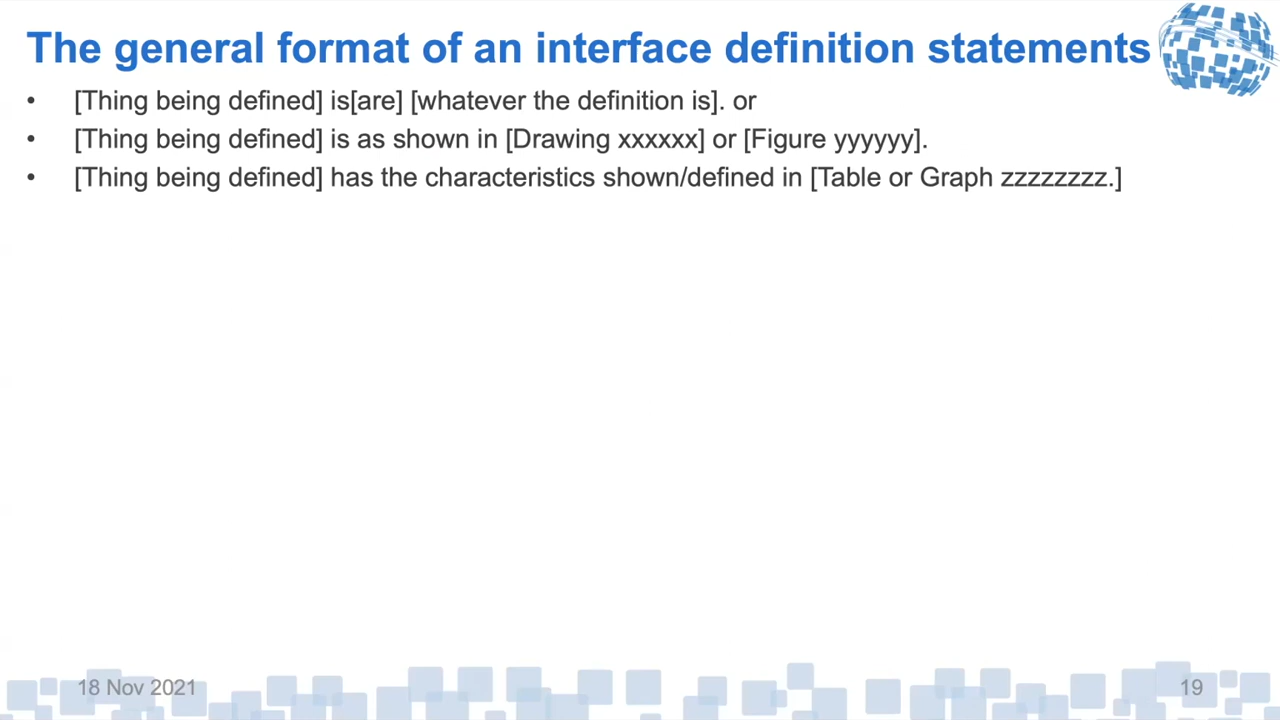 The general format of an interface definition statements
• [Thing being defined] is[are] [whatever the definition is]. or
• [Thing being defined] is as shown in [Drawing xxxxxx] or [Figure yyyyyy].
• [Thing being defined] has the characteristics shown/defined in [Table or Graph zzzzzzzz.]
18 Nov 2021
19